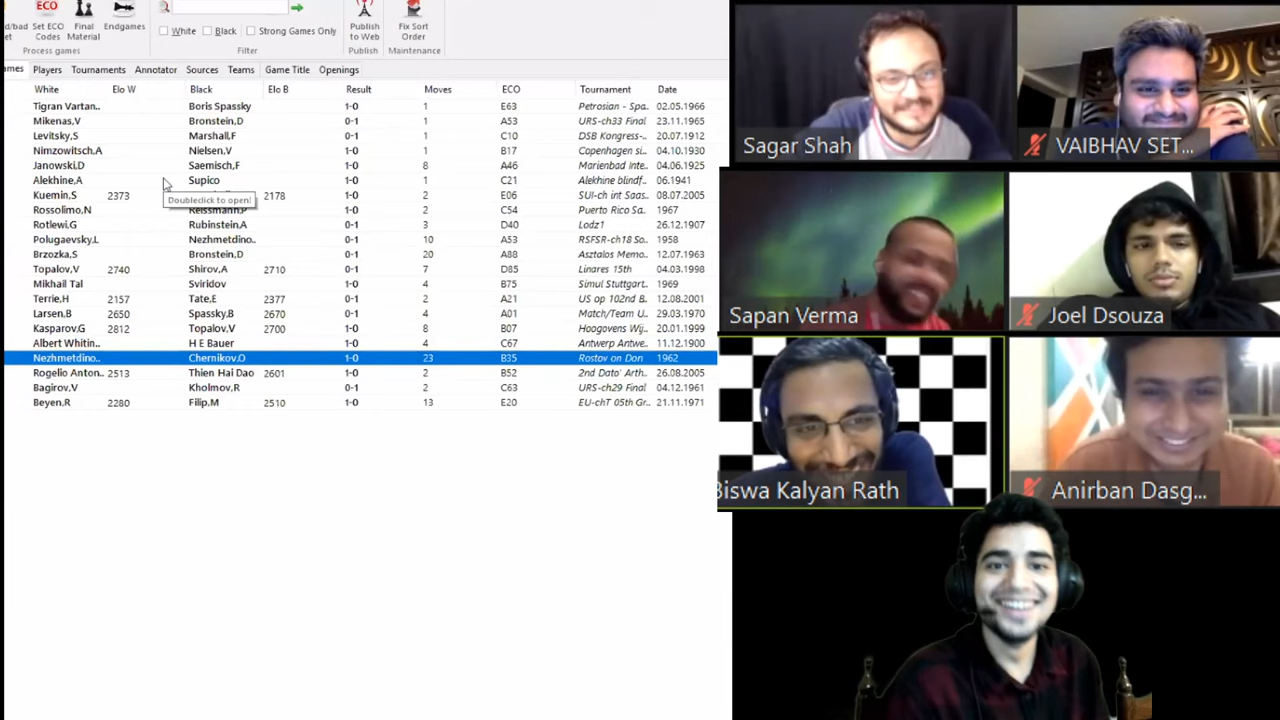 ECO
d/bad Set ECO Final Endgames
et Codes Material
Process games
White Black Strong Games Only
Filter
Publish to Web
Publish
Fix Sort Order
Maintenance
ames Players Tournaments Annotator Sources Teams Game Title Openings
White Elo W Black Elo B Result Moves ECO Tournament Date
Tigran Vartan.. Boris Spassky 1-0 1 E63 Petrosian - Spa.. 02.05.1966
Mikenas,V Bronstein,D 0-1 1 A53 URS-ch33 Final 23.11.1965
Levitsky,S Marshall,F 0-1 1 C10 DSB Kongress-.. 20.07.1912
Nimzowitsch,A Nielsen,V 1-0 1 B17 Copenhagen si.. 04.10.1930
Janowski,D Saemisch,F 1-0 8 A46 Marienbad Inte.. 04.06.1925
Alekhine,A Supico 1-0 1 C21 Alekhine blindf.. 06.1941
Kuemin,S 2373 2178 1-0 2 E06 SUI-ch int Saas.. 08.07.2005
Doubleclick to open!
Rossolimo,N Reissmann,P 1-0 2 C54 Puerto Rico Sa.. 1967
Rotlewi,G Rubinstein,A 0-1 3 D40 Lodz1 26.12.1907
Polugaevsky,L Nezhmetdino.. 0-1 10 A53 RSFSR-ch18 So.. 1958
Brzozka,S Bronstein,D 0-1 20 A88 Asztalos Memo.. 12.07.1963
Topalov,V 2740 Shirov,A 2710 0-1 7 D85 Linares 15th 04.03.1998
Mikhail Tal Sviridov 1-0 4 B75 Simul Stuttgart.. 1969
Terrie,H 2157 Tate,E 2377 0-1 2 A21 US op 102nd B.. 12.08.2001
Larsen,B 2650 Spassky,B 2670 0-1 4 A01 Match/Team U.. 29.03.1970
Kasparov,G 2812 Topalov,V 2700 1-0 8 B07 Hoogovens Wij.. 20.01.1999
Albert Whitin.. H E Bauer 1-0 4 C67 Antwerp Antwe.. 11.12.1900
Nezhmetdino.. Chernikov,O 1-0 23 B35 Rostov on Don 1962
Rogelio Anton.. 2513 Thien Hai Dao 2601 1-0 2 B52 2nd Dato' Arth.. 26.08.2005
Bagirov,V Kholmov,R 0-1 2 C63 URS-ch29 Final 04.12.1961
Beyen,R 2280 Filip,M 2510 1-0 13 E20 EU-chT 05th Gr.. 21.11.1971
Sagar Shah
VAIBHAV SET...
Sapan Verma
Joel Dsouza
Biswa Kalyan Rath
Anirban Dasg...